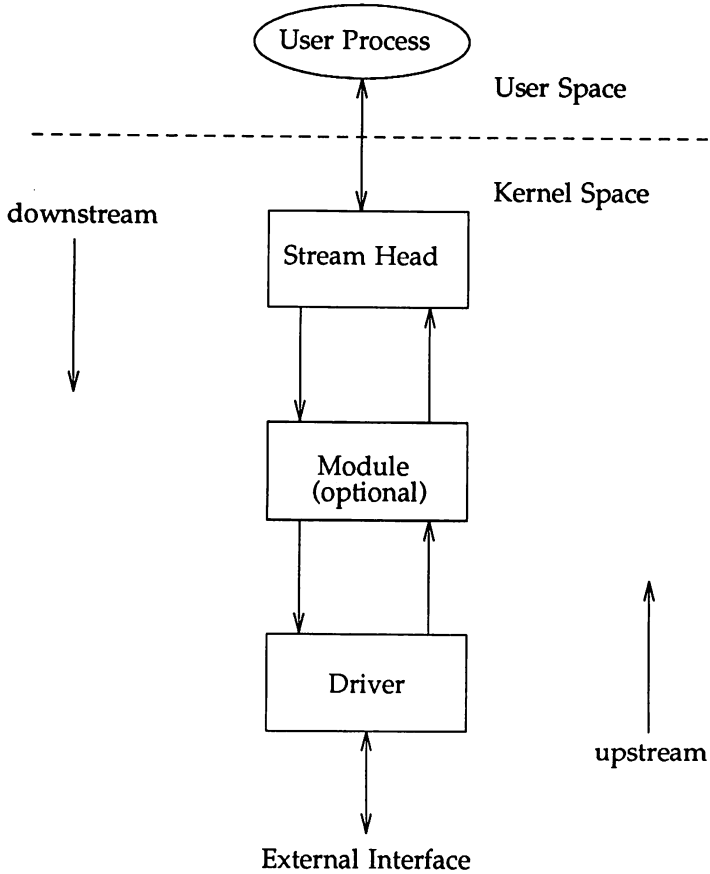 User Process
User Space
Kernel Space
downstream
Stream Head
Module
(optional)
Driver
upstream
External Interface